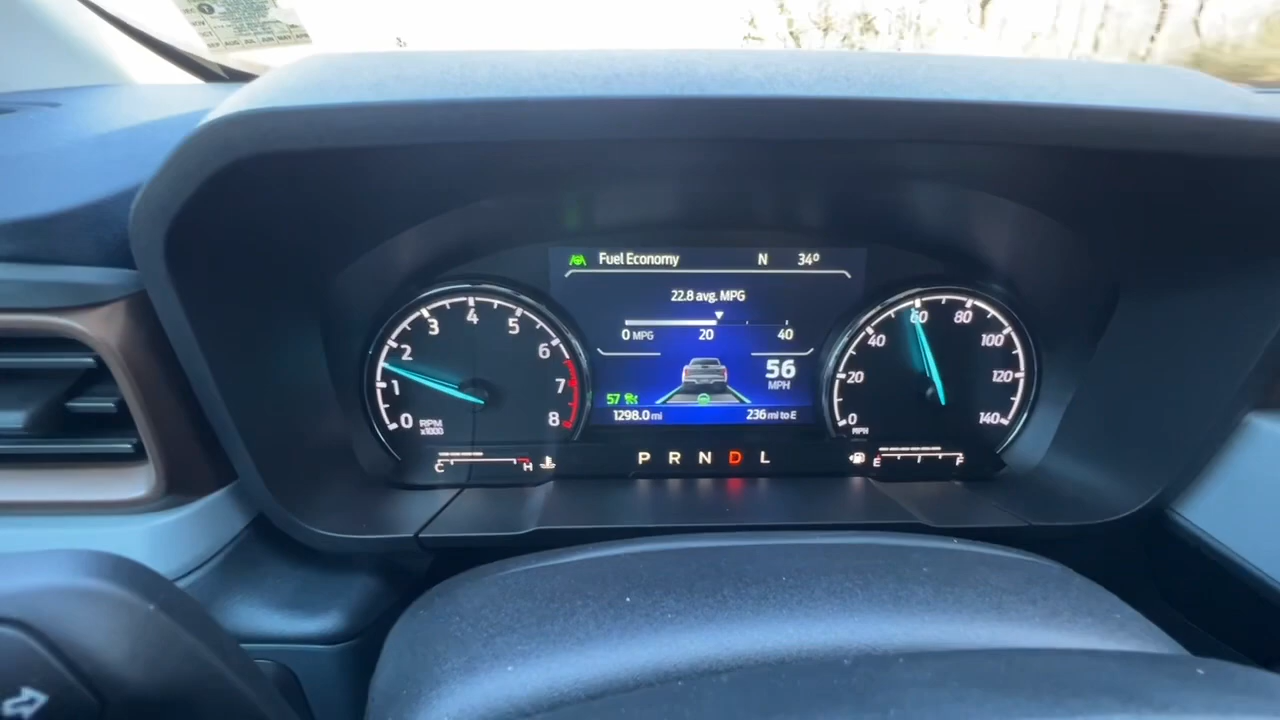 Fuel Economy N 34°
22.8 avg. MPG
0 MPG 20 40
56
MPH
57
1298.0 mi 236 mi to E
0 1 2 3 4 5 6 7 8
RPM
x1000
0 20 40 60 80 100 120 140
MPH
C H
P R N D L
E F